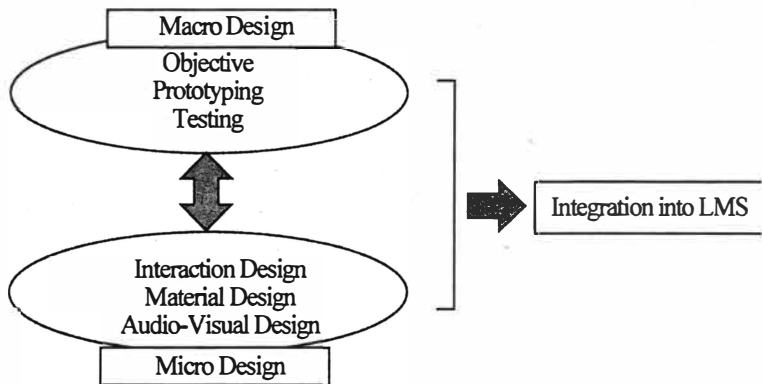 Macro Design
Objective
Prototyping
Testing
Integration into LMS
Interaction Design
Material Design
Audio-Visual Design
Micro Design